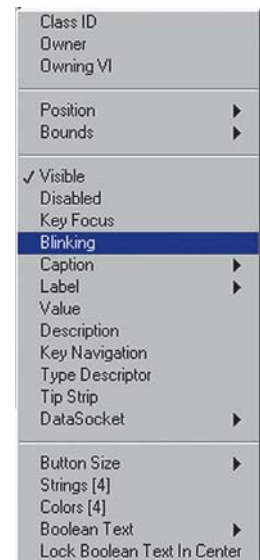 Class ID
Owner
Owning VI
Position
Bounds
Visible
Disabled
Key Focus
Blinking
Caption
Label
Value
Description
Key Navigation
Type Descriptor
Tip Strip
DataSocket
Button Size
Strings [4]
Colors [4]
Boolean Text
Lock Boolean Text In Center